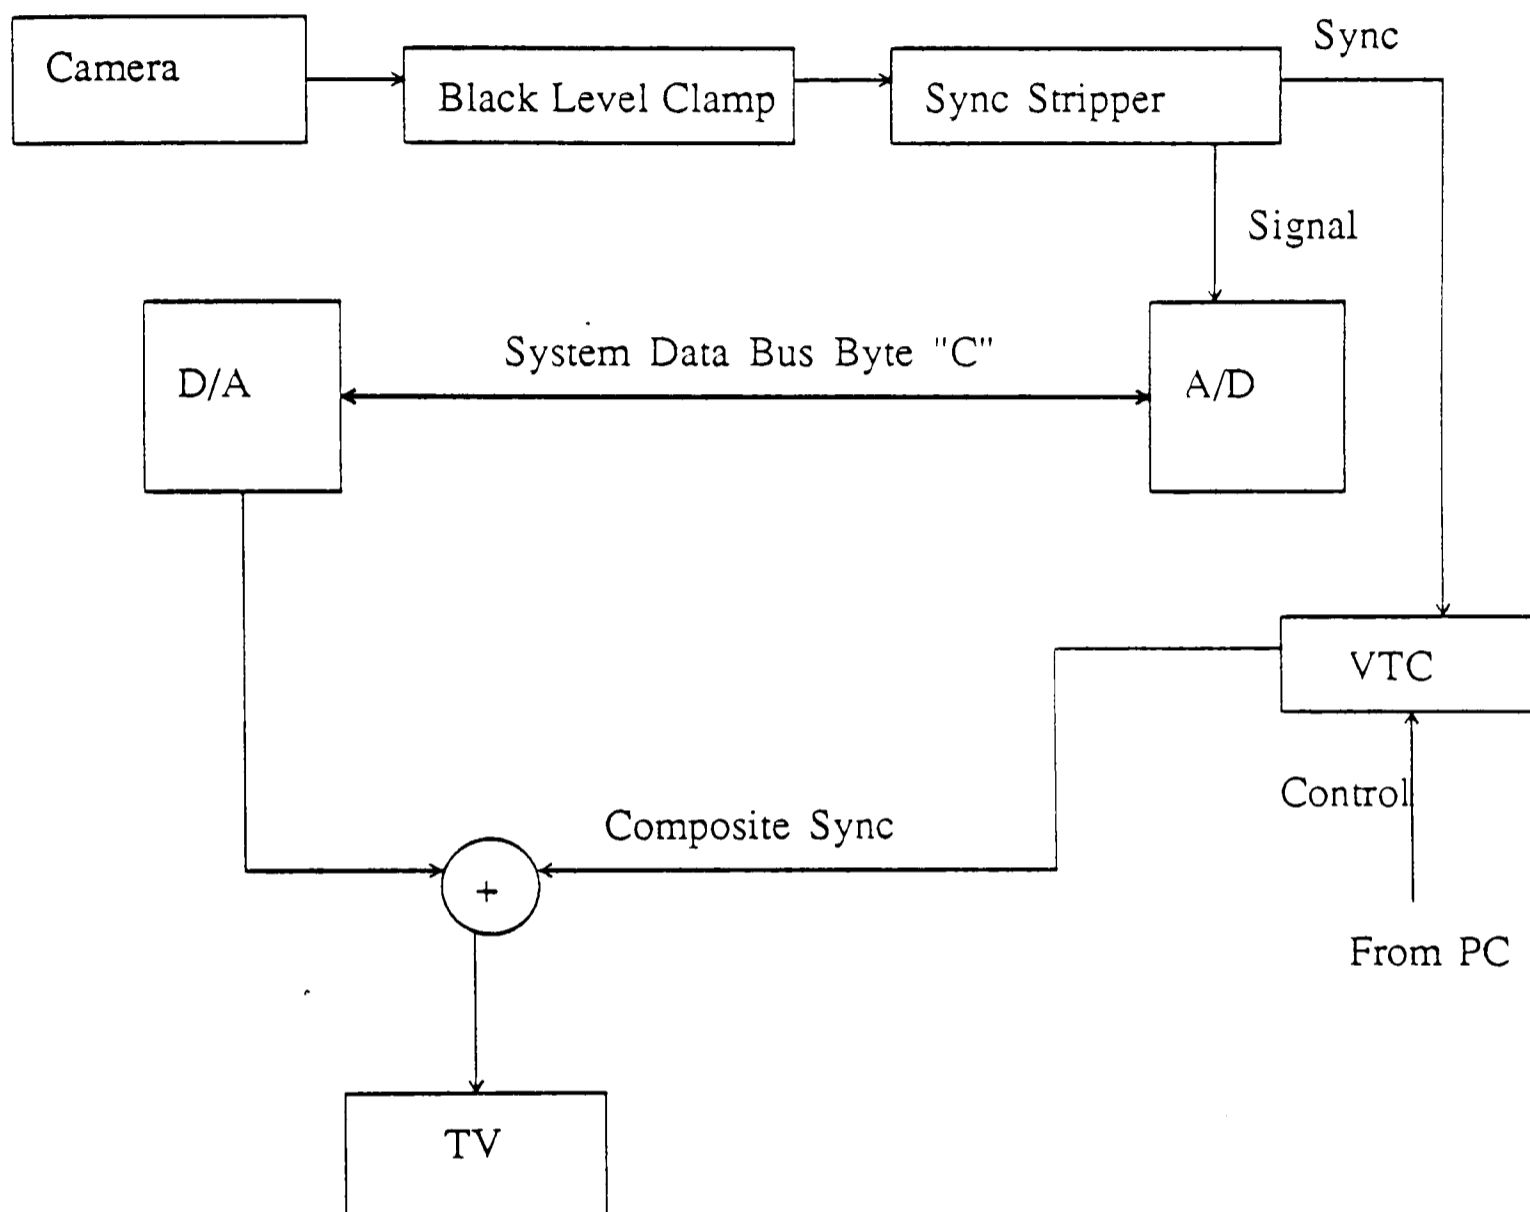 Camera
Black Level Clamp
Sync Stripper
Sync
Signal
D/A
System Data Bus Byte "C"
A/D
VTC
Control
Composite Sync
+
From PC
TV